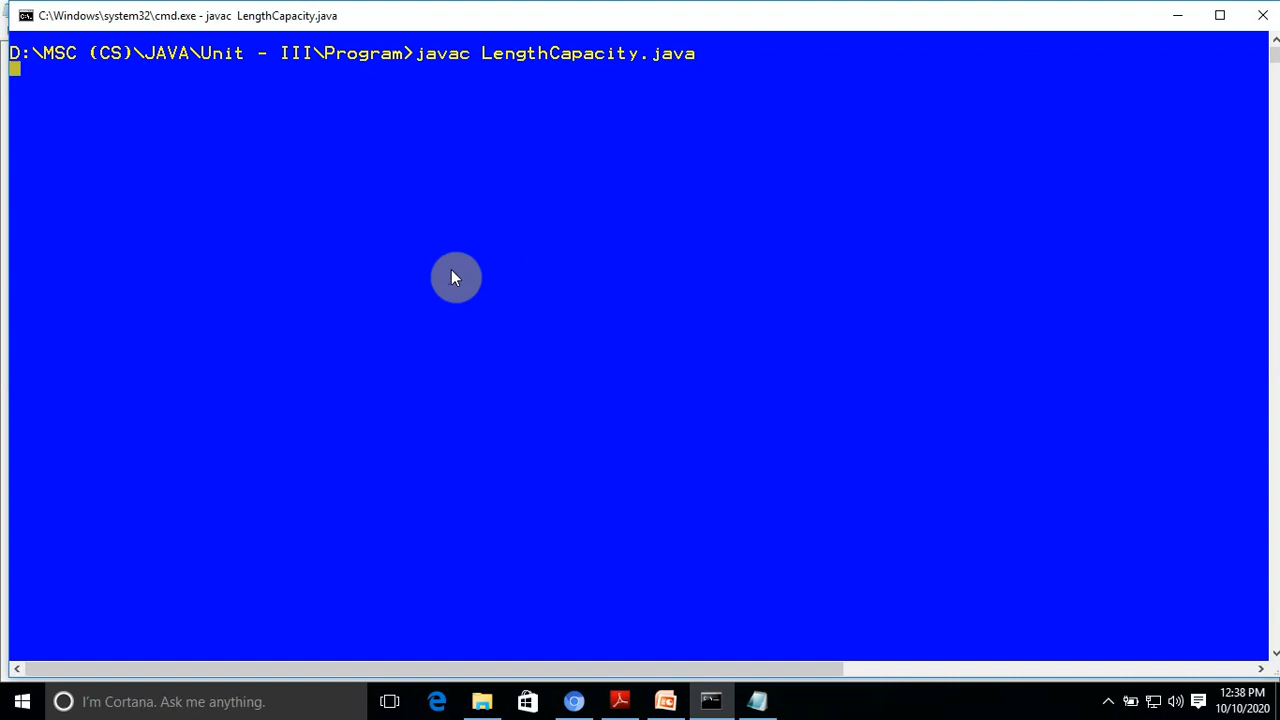 C:\Windows\system32\cmd.exe - javac  LengthCapacity.java
D:\MSC (CS)\JAVA\Unit - III\Program>javac LengthCapacity.java
I'm Cortana. Ask me anything.
12:38 PM
10/10/2020